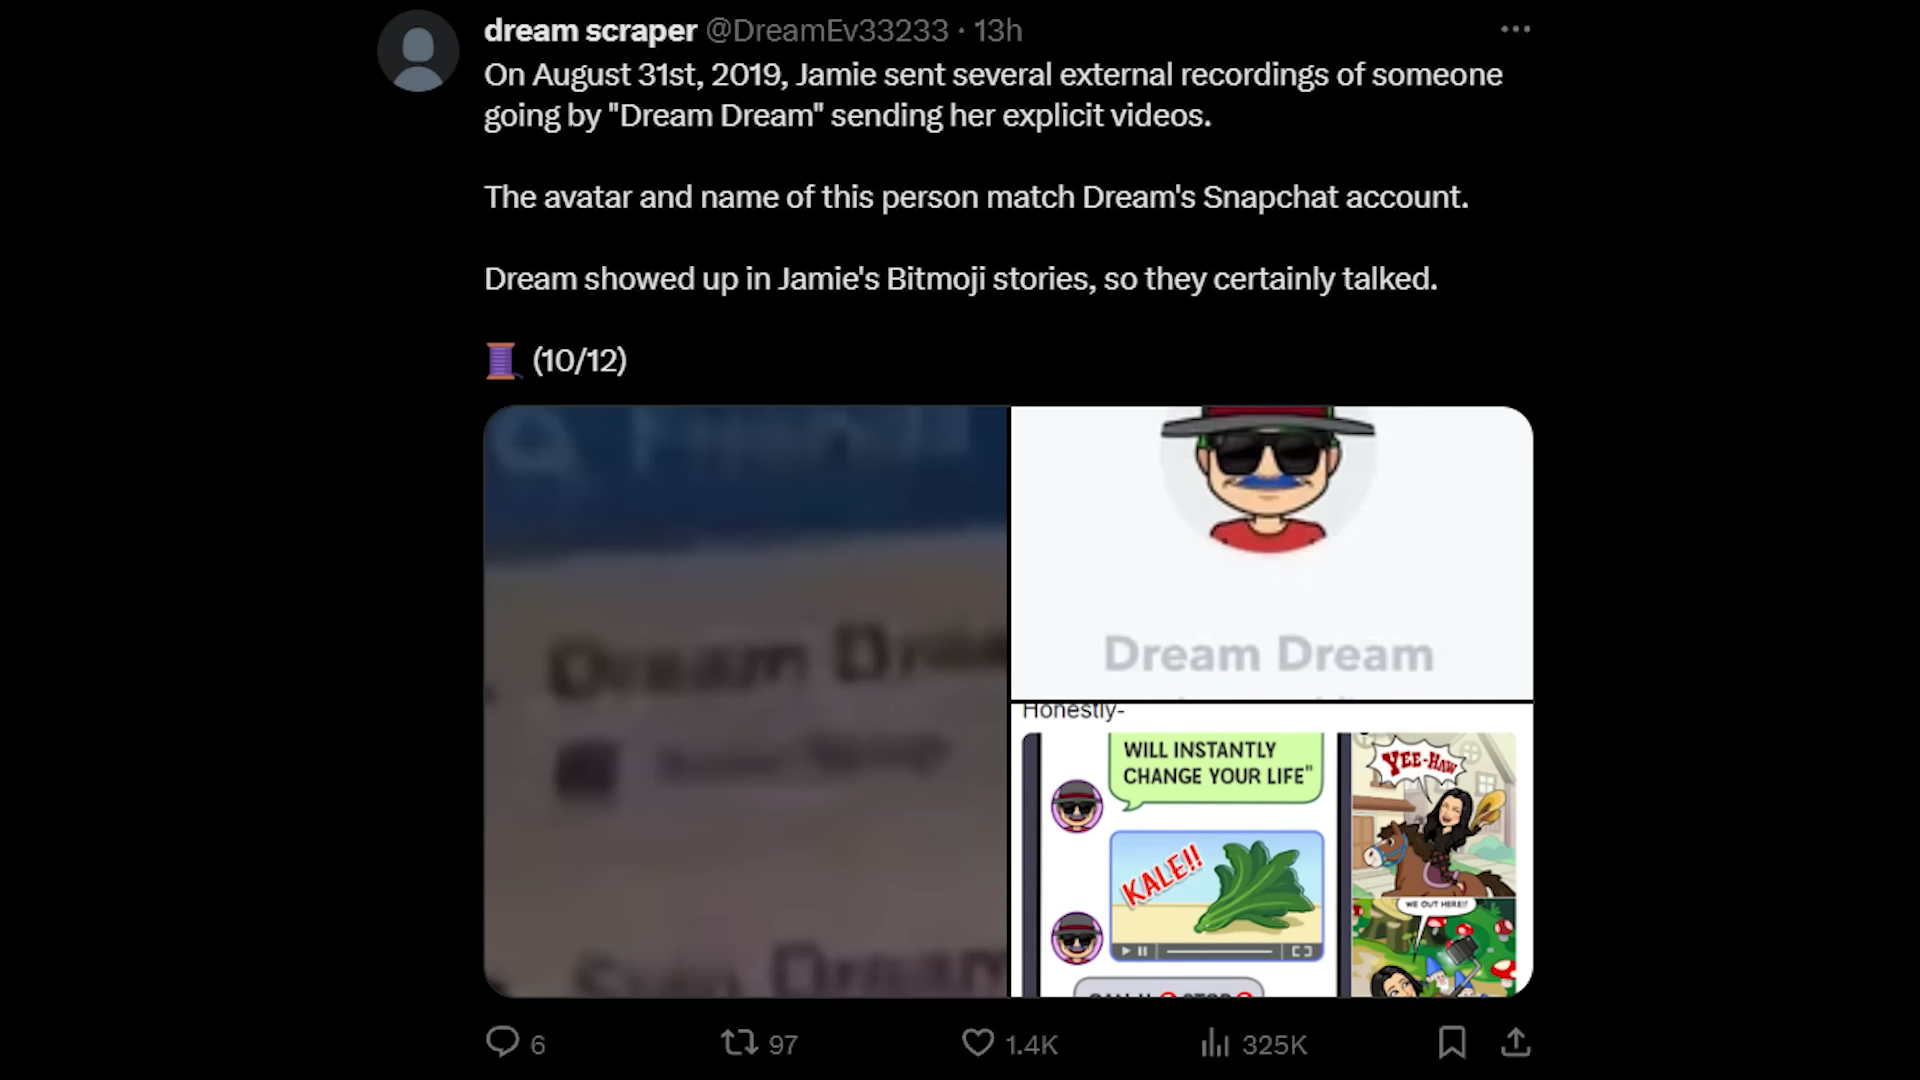 dream scraper @DreamEv33233 · 13h
On August 31st, 2019, Jamie sent several external recordings of someone
going by "Dream Dream" sending her explicit videos.
The avatar and name of this person match Dream's Snapchat account.
Dream showed up in Jamie's Bitmoji stories, so they certainly talked.
(10/12)
Friends
Dream
Dream
Dream Dream
Honestly-
WILL INSTANTLY
CHANGE YOUR LIFE"
KALE!!
YEE-HAW
WE OUT HERE!!
6
97
1.4K
325K